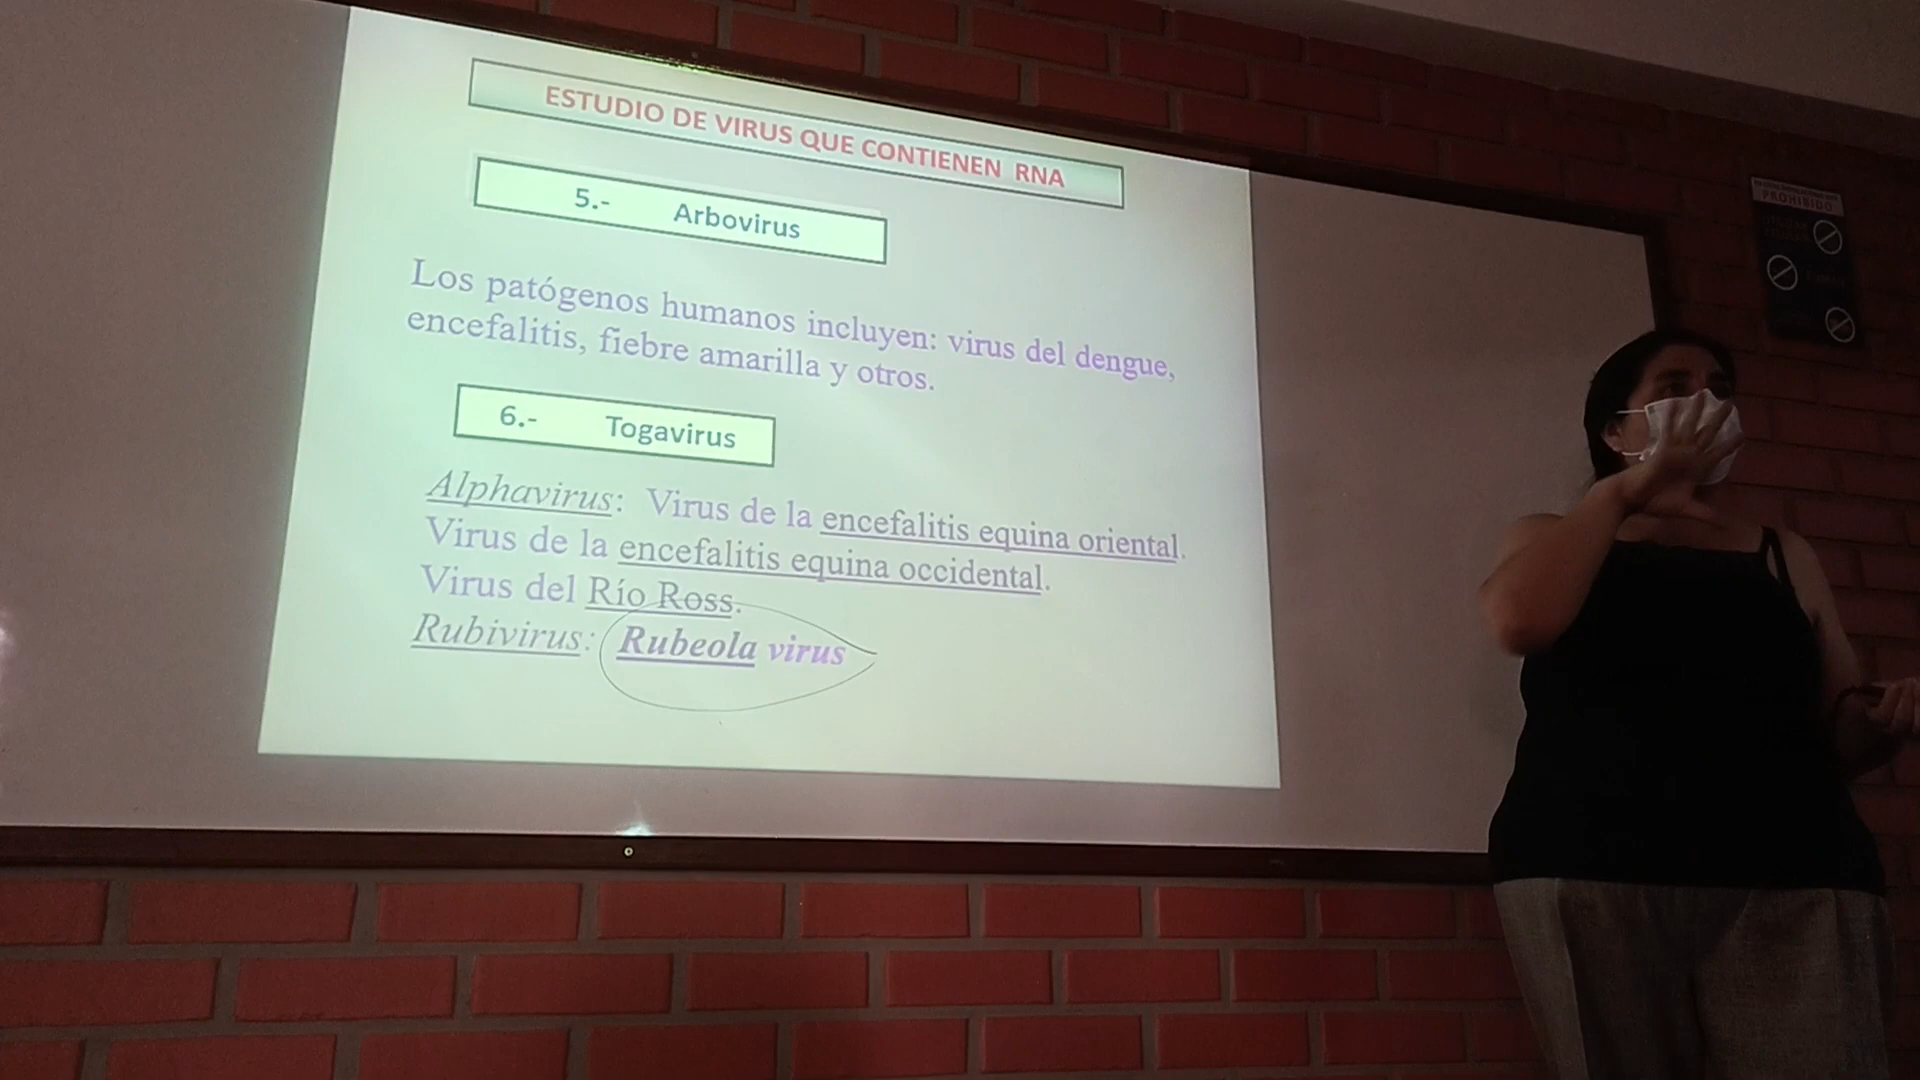 ESTUDIO DE VIRUS QUE CONTIENEN RNA
5.- Arbovirus
Los patógenos humanos incluyen: virus del dengue,
encefalitis, fiebre amarilla y otros.
6.- Togavirus
Alphavirus: Virus de la encefalitis equina oriental.
Virus de la encefalitis equina occidental.
Virus del Río Ross.
Rubivirus: Rubeola virus
PROHIBIDO